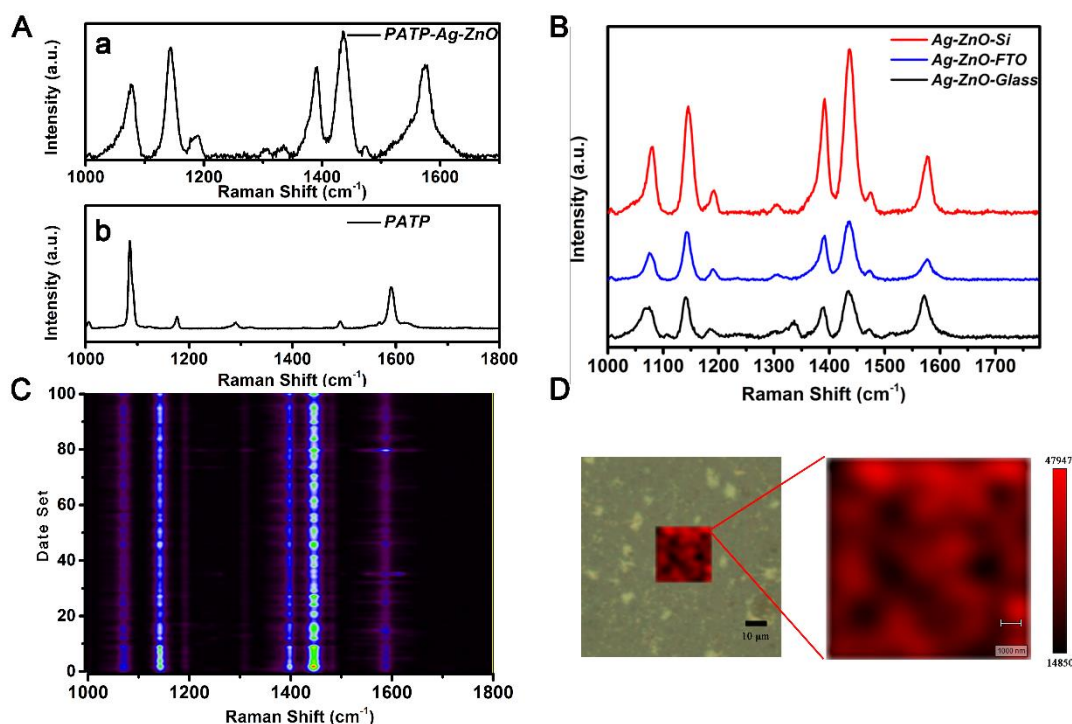 A
a
PATP-Ag-ZnO
Intensity (a.u.)
1000 1200 1400 1600
Raman Shift (cm⁻¹)
b
PATP
Intensity (a.u.)
1000 1200 1400 1600 1800
Raman Shift (cm⁻¹)
B
Ag-ZnO-Si
Ag-ZnO-FTO
Ag-ZnO-Glass
Intensity (a.u.)
1000 1100 1200 1300 1400 1500 1600 1700
Raman Shift (cm⁻¹)
C
100
80
60
40
20
0
Date Set
1000 1200 1400 1600 1800
Raman Shift (cm⁻¹)
D
10 μm
1000 nm
47947
14850